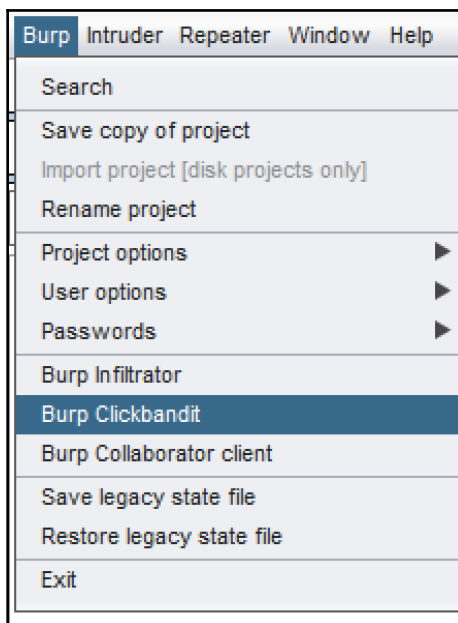 Burp Intruder Repeater Window Help
Search
Save copy of project
Import project [disk projects only]
Rename project
Project options
User options
Passwords
Burp Infiltrator
Burp Clickbandit
Burp Collaborator client
Save legacy state file
Restore legacy state file
Exit